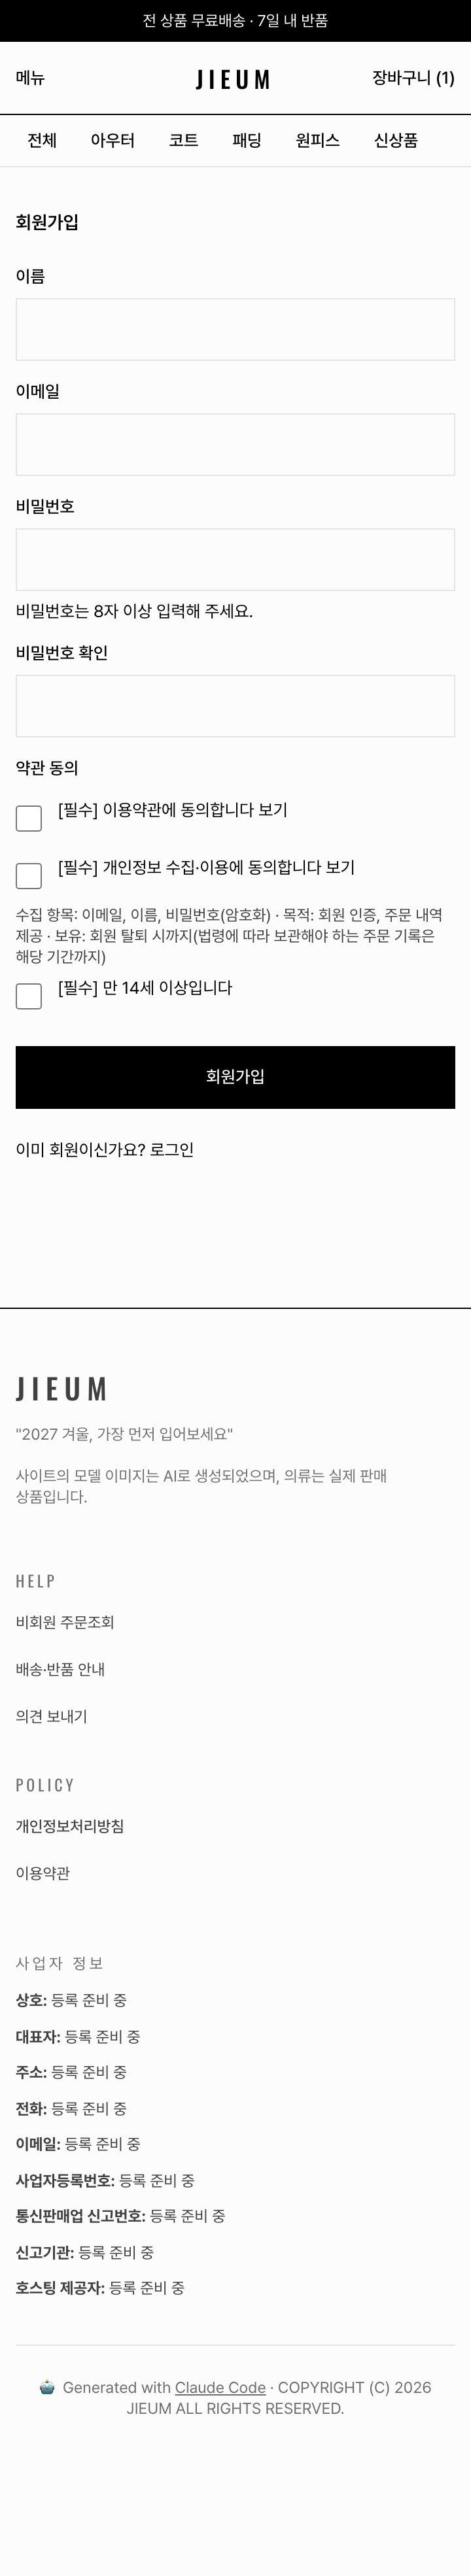 전 상품 무료배송 · 7일 내 반품
메뉴
JIEUM
장바구니 (1)
전체 아우터 코트 패딩 원피스 신상품
회원가입
이름
이메일
비밀번호
비밀번호는 8자 이상 입력해 주세요.
비밀번호 확인
약관 동의
[필수] 이용약관에 동의합니다 보기
[필수] 개인정보 수집·이용에 동의합니다 보기
수집 항목: 이메일, 이름, 비밀번호(암호화) · 목적: 회원 인증, 주문 내역
제공 · 보유: 회원 탈퇴 시까지(법령에 따라 보관해야 하는 주문 기록은
해당 기간까지)
[필수] 만 14세 이상입니다
회원가입
이미 회원이신가요? 로그인
JIEUM
"2027 겨울, 가장 먼저 입어보세요"
사이트의 모델 이미지는 AI로 생성되었으며, 의류는 실제 판매
상품입니다.
HELP
비회원 주문조회
배송·반품 안내
의견 보내기
POLICY
개인정보처리방침
이용약관
사업자 정보
상호: 등록 준비 중
대표자: 등록 준비 중
주소: 등록 준비 중
전화: 등록 준비 중
이메일: 등록 준비 중
사업자등록번호: 등록 준비 중
통신판매업 신고번호: 등록 준비 중
신고기관: 등록 준비 중
호스팅 제공자: 등록 준비 중
🤖 Generated with Claude Code · COPYRIGHT (C) 2026
JIEUM ALL RIGHTS RESERVED.